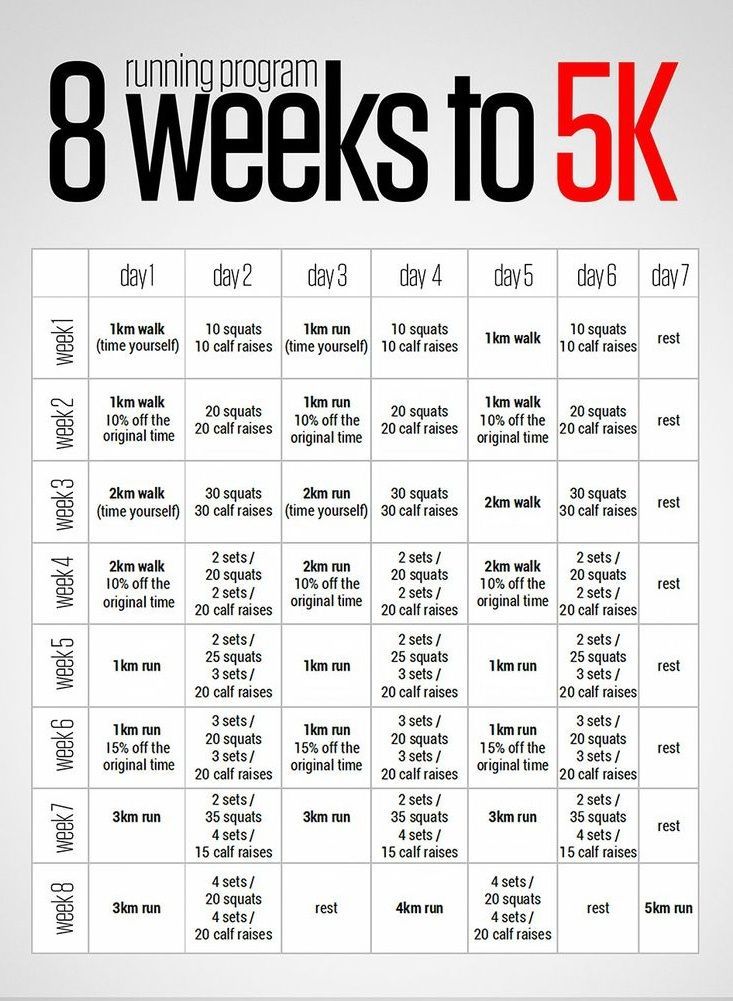 running program
8 weeks to 5K
day 1 day 2 day 3 day 4 day 5 day 6 day 7
week 1
1km walk
(time yourself)
10 squats
10 calf raises
1km run
(time yourself)
10 squats
10 calf raises
1km walk
10 squats
10 calf raises
rest
week 2
1km walk
10% off the
original time
20 squats
20 calf raises
1km run
10% off the
original time
20 squats
20 calf raises
1km walk
10% off the
original time
20 squats
20 calf raises
rest
week 3
2km walk
(time yourself)
30 squats
30 calf raises
2km run
(time yourself)
30 squats
30 calf raises
2km walk
30 squats
30 calf raises
rest
week 4
2km walk
10% off the
original time
2 sets /
20 squats
2 sets /
20 calf raises
2km run
10% off the
original time
2 sets /
20 squats
2 sets /
20 calf raises
2km walk
10% off the
original time
2 sets /
20 squats
2 sets /
20 calf raises
rest
week 5
1km run
2 sets /
25 squats
3 sets /
20 calf raises
1km run
2 sets /
25 squats
3 sets /
20 calf raises
1km run
2 sets /
25 squats
3 sets /
20 calf raises
rest
week 6
1km run
15% off the
original time
3 sets /
20 squats
3 sets /
20 calf raises
1km run
15% off the
original time
3 sets /
20 squats
3 sets /
20 calf raises
1km run
15% off the
original time
3 sets /
20 squats
3 sets /
20 calf raises
rest
week 7
3km run
2 sets /
35 squats
4 sets /
15 calf raises
3km run
2 sets /
35 squats
4 sets /
15 calf raises
3km run
2 sets /
35 squats
4 sets /
15 calf raises
rest
week 8
3km run
4 sets /
20 squats
4 sets /
20 calf raises
rest
4km run
4 sets /
20 squats
4 sets /
20 calf raises
rest
5km run